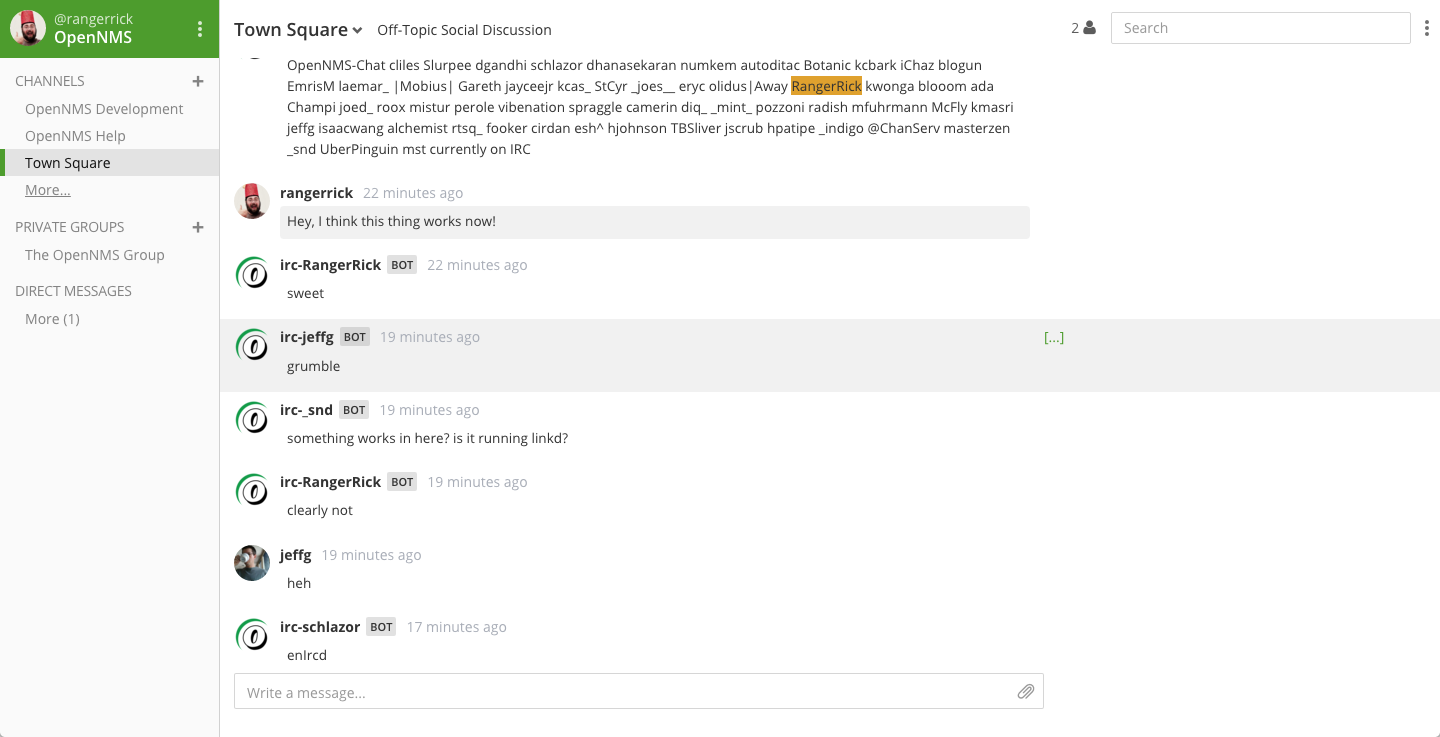 @rangerrick
OpenNMS
CHANNELS +
OpenNMS Development
OpenNMS Help
Town Square
More...
PRIVATE GROUPS +
The OpenNMS Group
DIRECT MESSAGES
More (1)
Town Square Off-Topic Social Discussion 2 Search
OpenNMS-Chat cliles Slurpee dgandhi schlazor dhanasekaran numkem autoditac Botanic kcbark iChaz blogun
EmrisM laemar_ |Mobius| Gareth jayceejr kcas_ StCyr _joes__ eryc olidus|Away RangerRick kwonga blooom ada
Champi joed_ roox mistur perole vibenation spraggle camerin diq_ _mint_ pozzoni radish mfuhrmann McFly kmasri
jeffg isaacwang alchemist rtsq_ fooker cirdan esh^ hjohnson TBSliver jscrub hpatipe _indigo @ChanServ masterzen
_snd UberPinguin mst currently on IRC
rangerrick 22 minutes ago
Hey, I think this thing works now!
irc-RangerRick BOT 22 minutes ago
sweet
irc-jeffg BOT 19 minutes ago [...]
grumble
irc-_snd BOT 19 minutes ago
something works in here? is it running linkd?
irc-RangerRick BOT 19 minutes ago
clearly not
jeffg 19 minutes ago
heh
irc-schlazor BOT 17 minutes ago
enIrcd
Write a message...